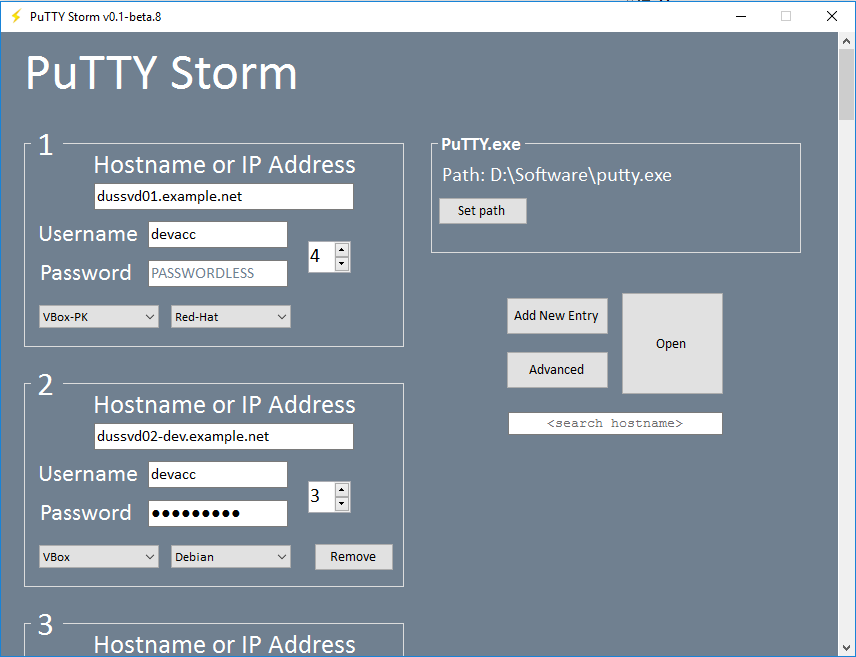 PuTTY Storm v0.1-beta.8
PuTTY Storm
1
Hostname or IP Address
dussvd01.example.net
Username devacc
Password PASSWORDLESS
4
VBox-PK Red-Hat
2
Hostname or IP Address
dussvd02-dev.example.net
Username devacc
Password ●●●●●●●●●
3
VBox Debian Remove
3
Hostname or IP Address
PuTTY.exe
Path: D:\Software\putty.exe
Set path
Add New Entry
Advanced
Open
<search hostname>